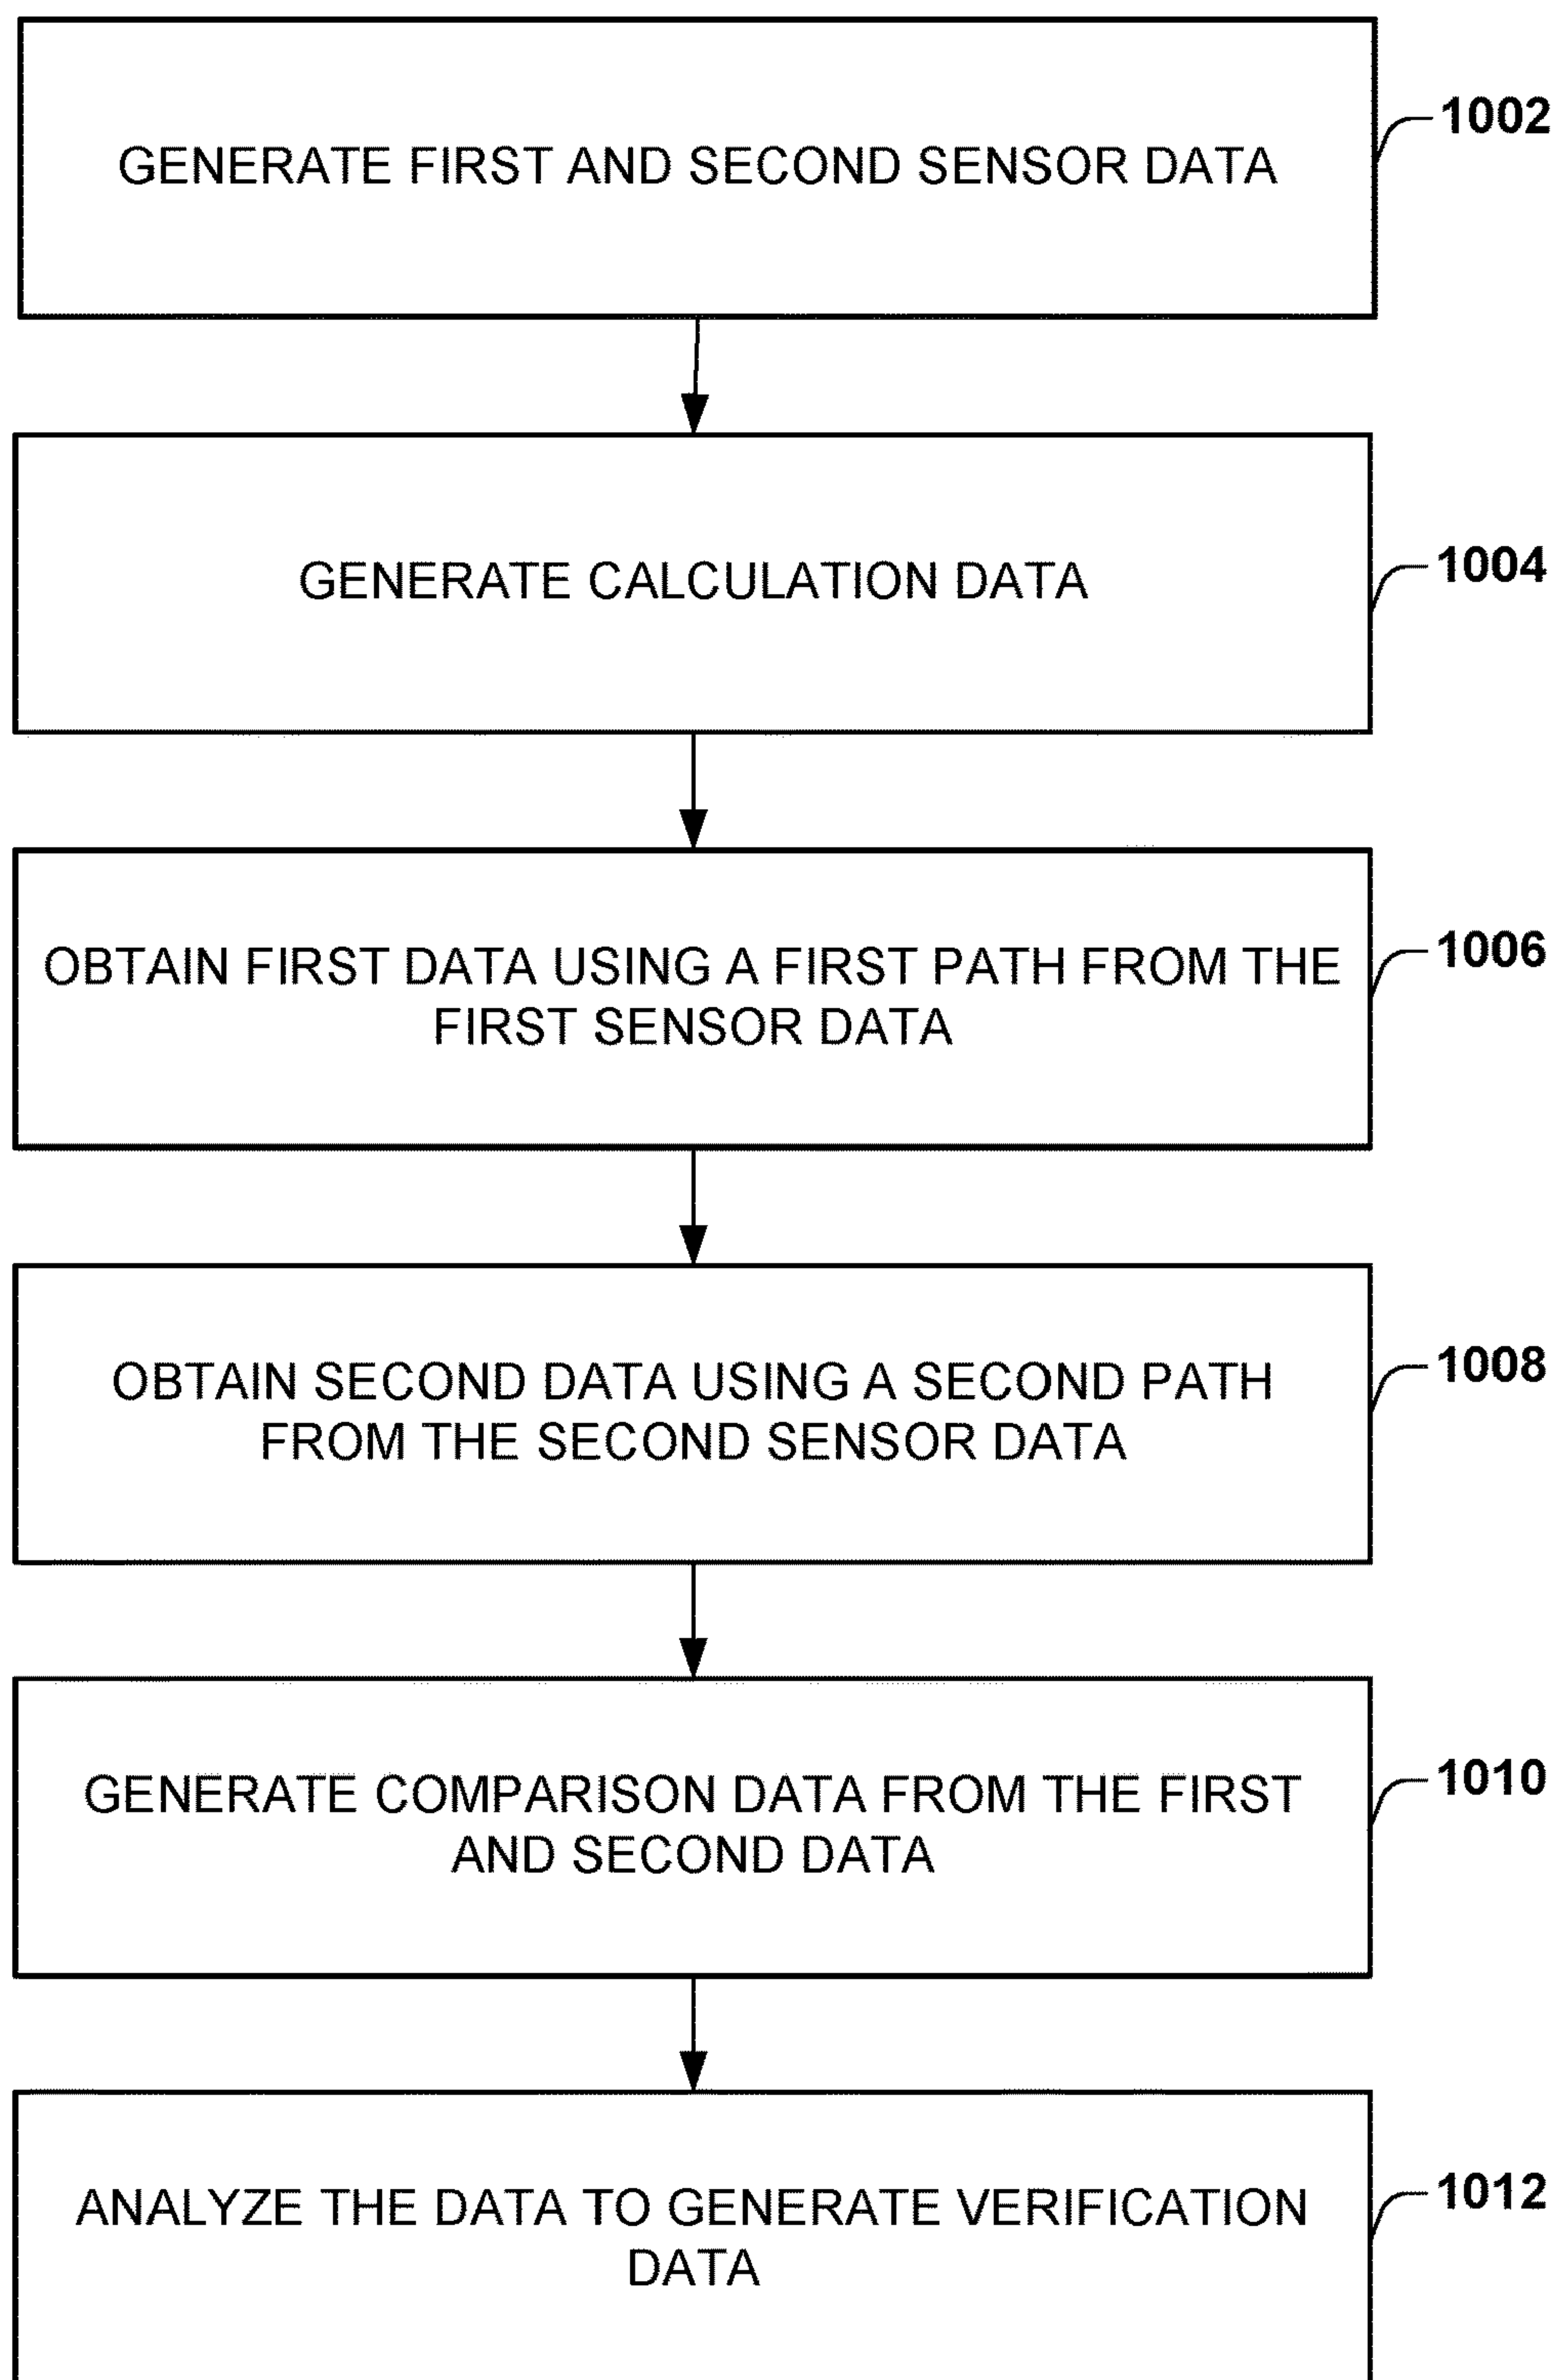 GENERATE FIRST AND SECOND SENSOR DATA
1002
GENERATE CALCULATION DATA
1004
OBTAIN FIRST DATA USING A FIRST PATH FROM THE
FIRST SENSOR DATA
1006
OBTAIN SECOND DATA USING A SECOND PATH
FROM THE SECOND SENSOR DATA
1008
GENERATE COMPARISON DATA FROM THE FIRST
AND SECOND DATA
1010
ANALYZE THE DATA TO GENERATE VERIFICATION
DATA
1012